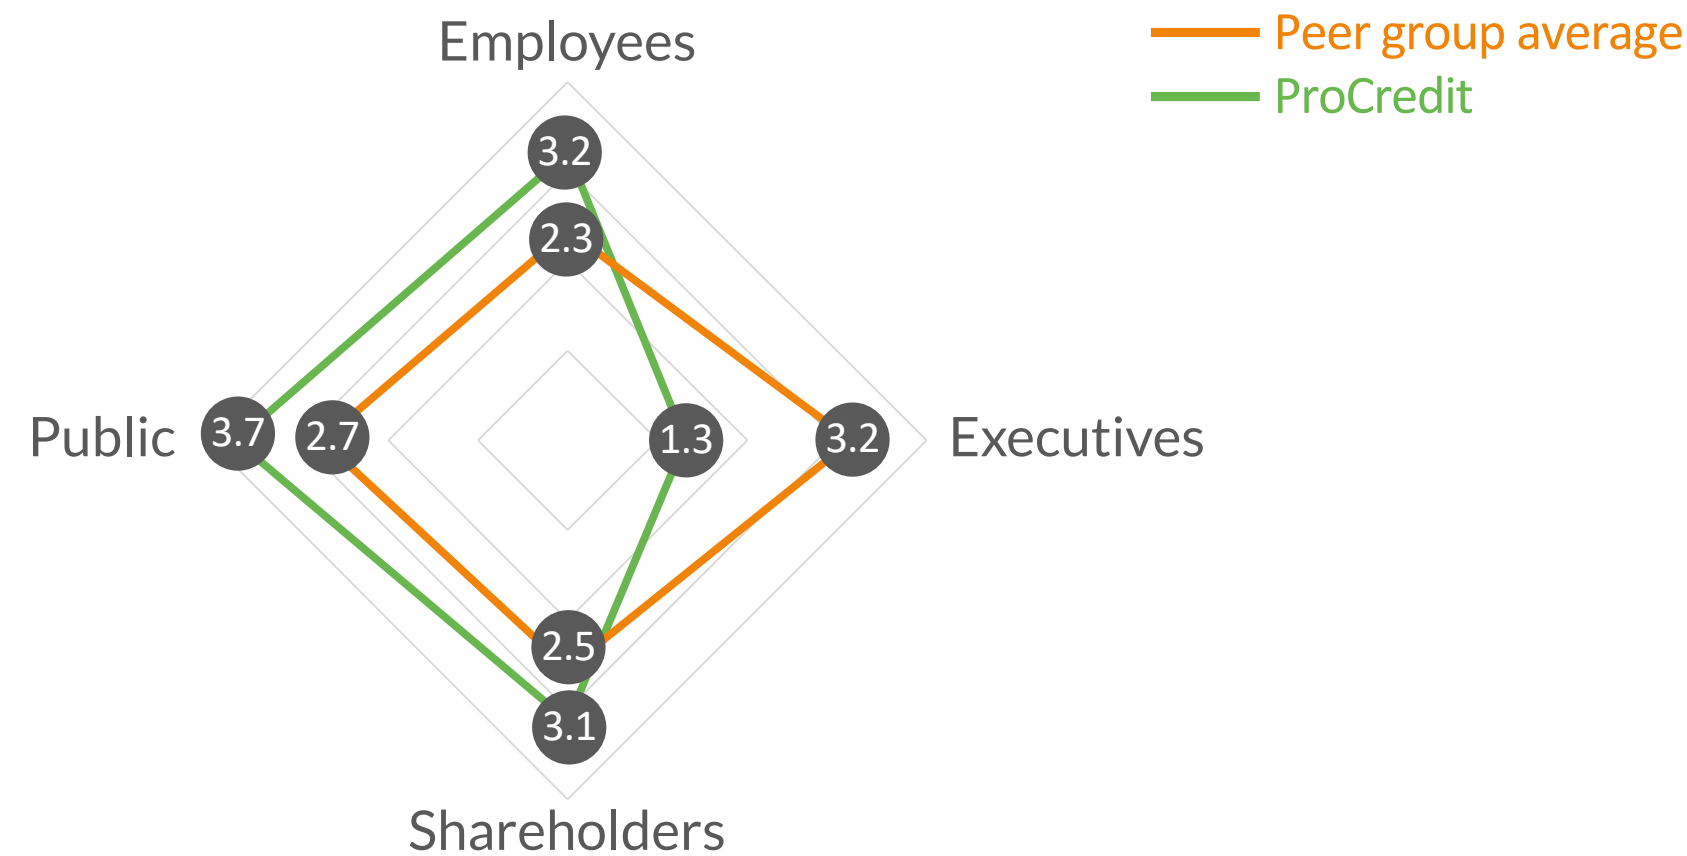 Employees
Peer group average
ProCredit
3.2
2.3
Public
3.7
2.7
1.3
3.2
Executives
2.5
3.1
Shareholders